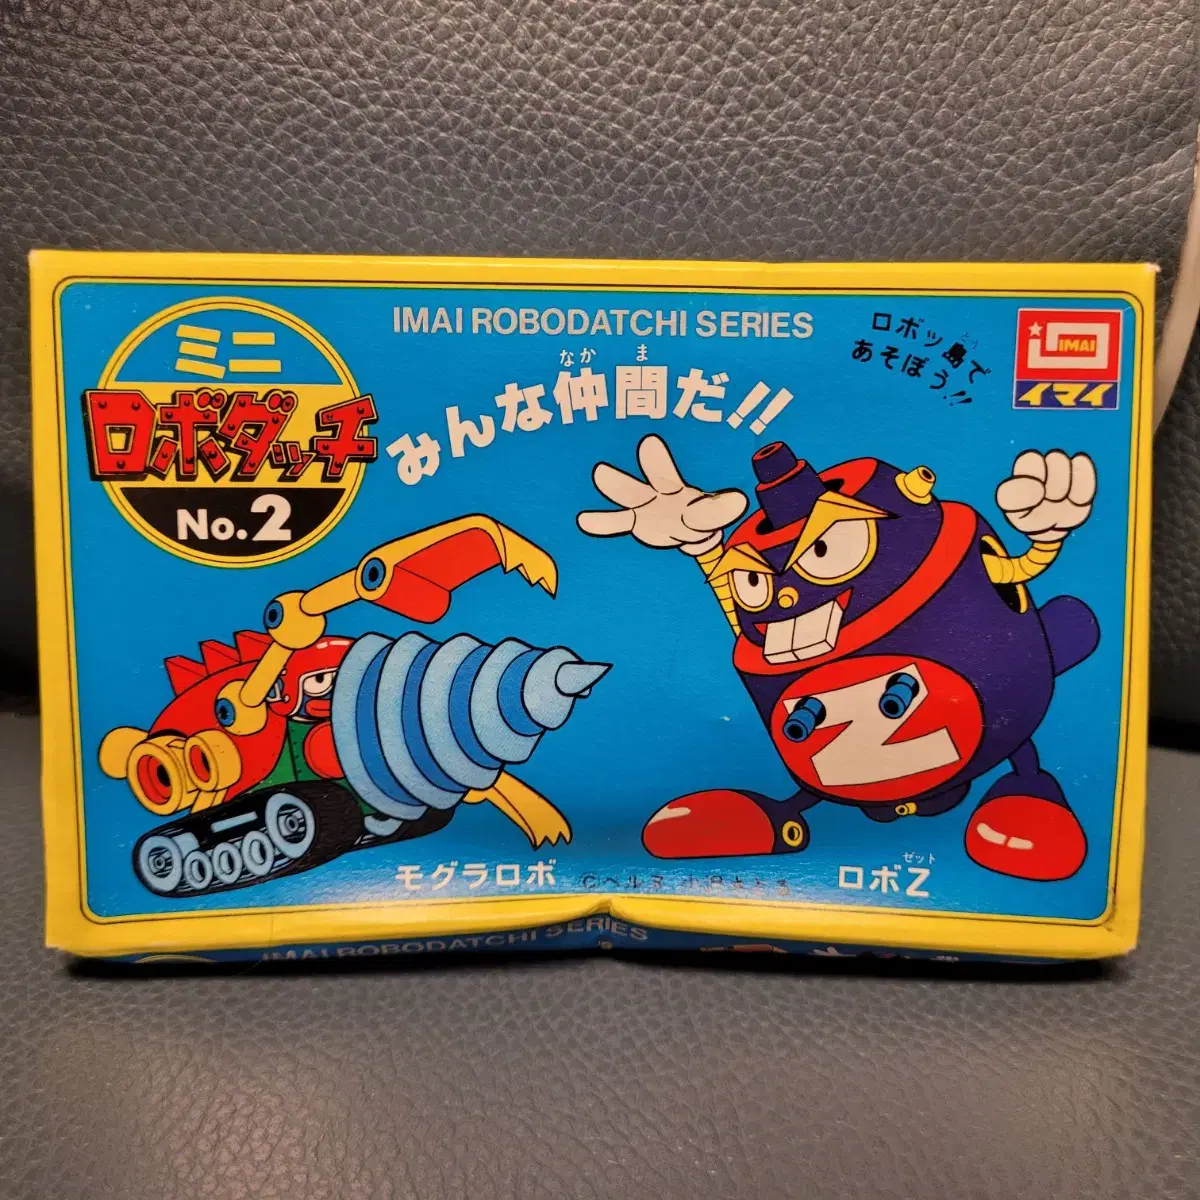 IMAI ROBODATCHI SERIES
ミニ
ロボダッチ
No.2
なかま
みんな仲間だ!!
とう
ロボッ島で
あそぼう!!
IMAI
イマイ
モグラロボ
ゼット
ロボZ
IMAI ROBODATCHI SERIES